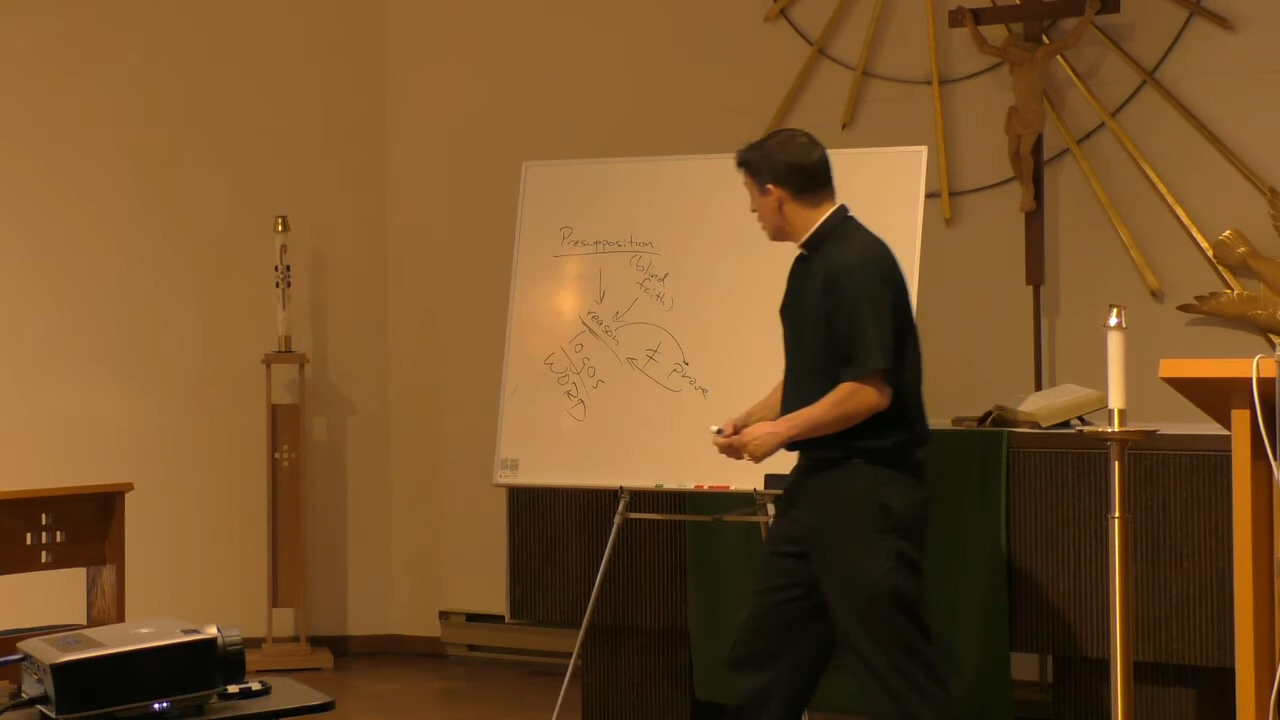 Presupposition
(blind
faith)
reason
logos
≠ prove
WORD